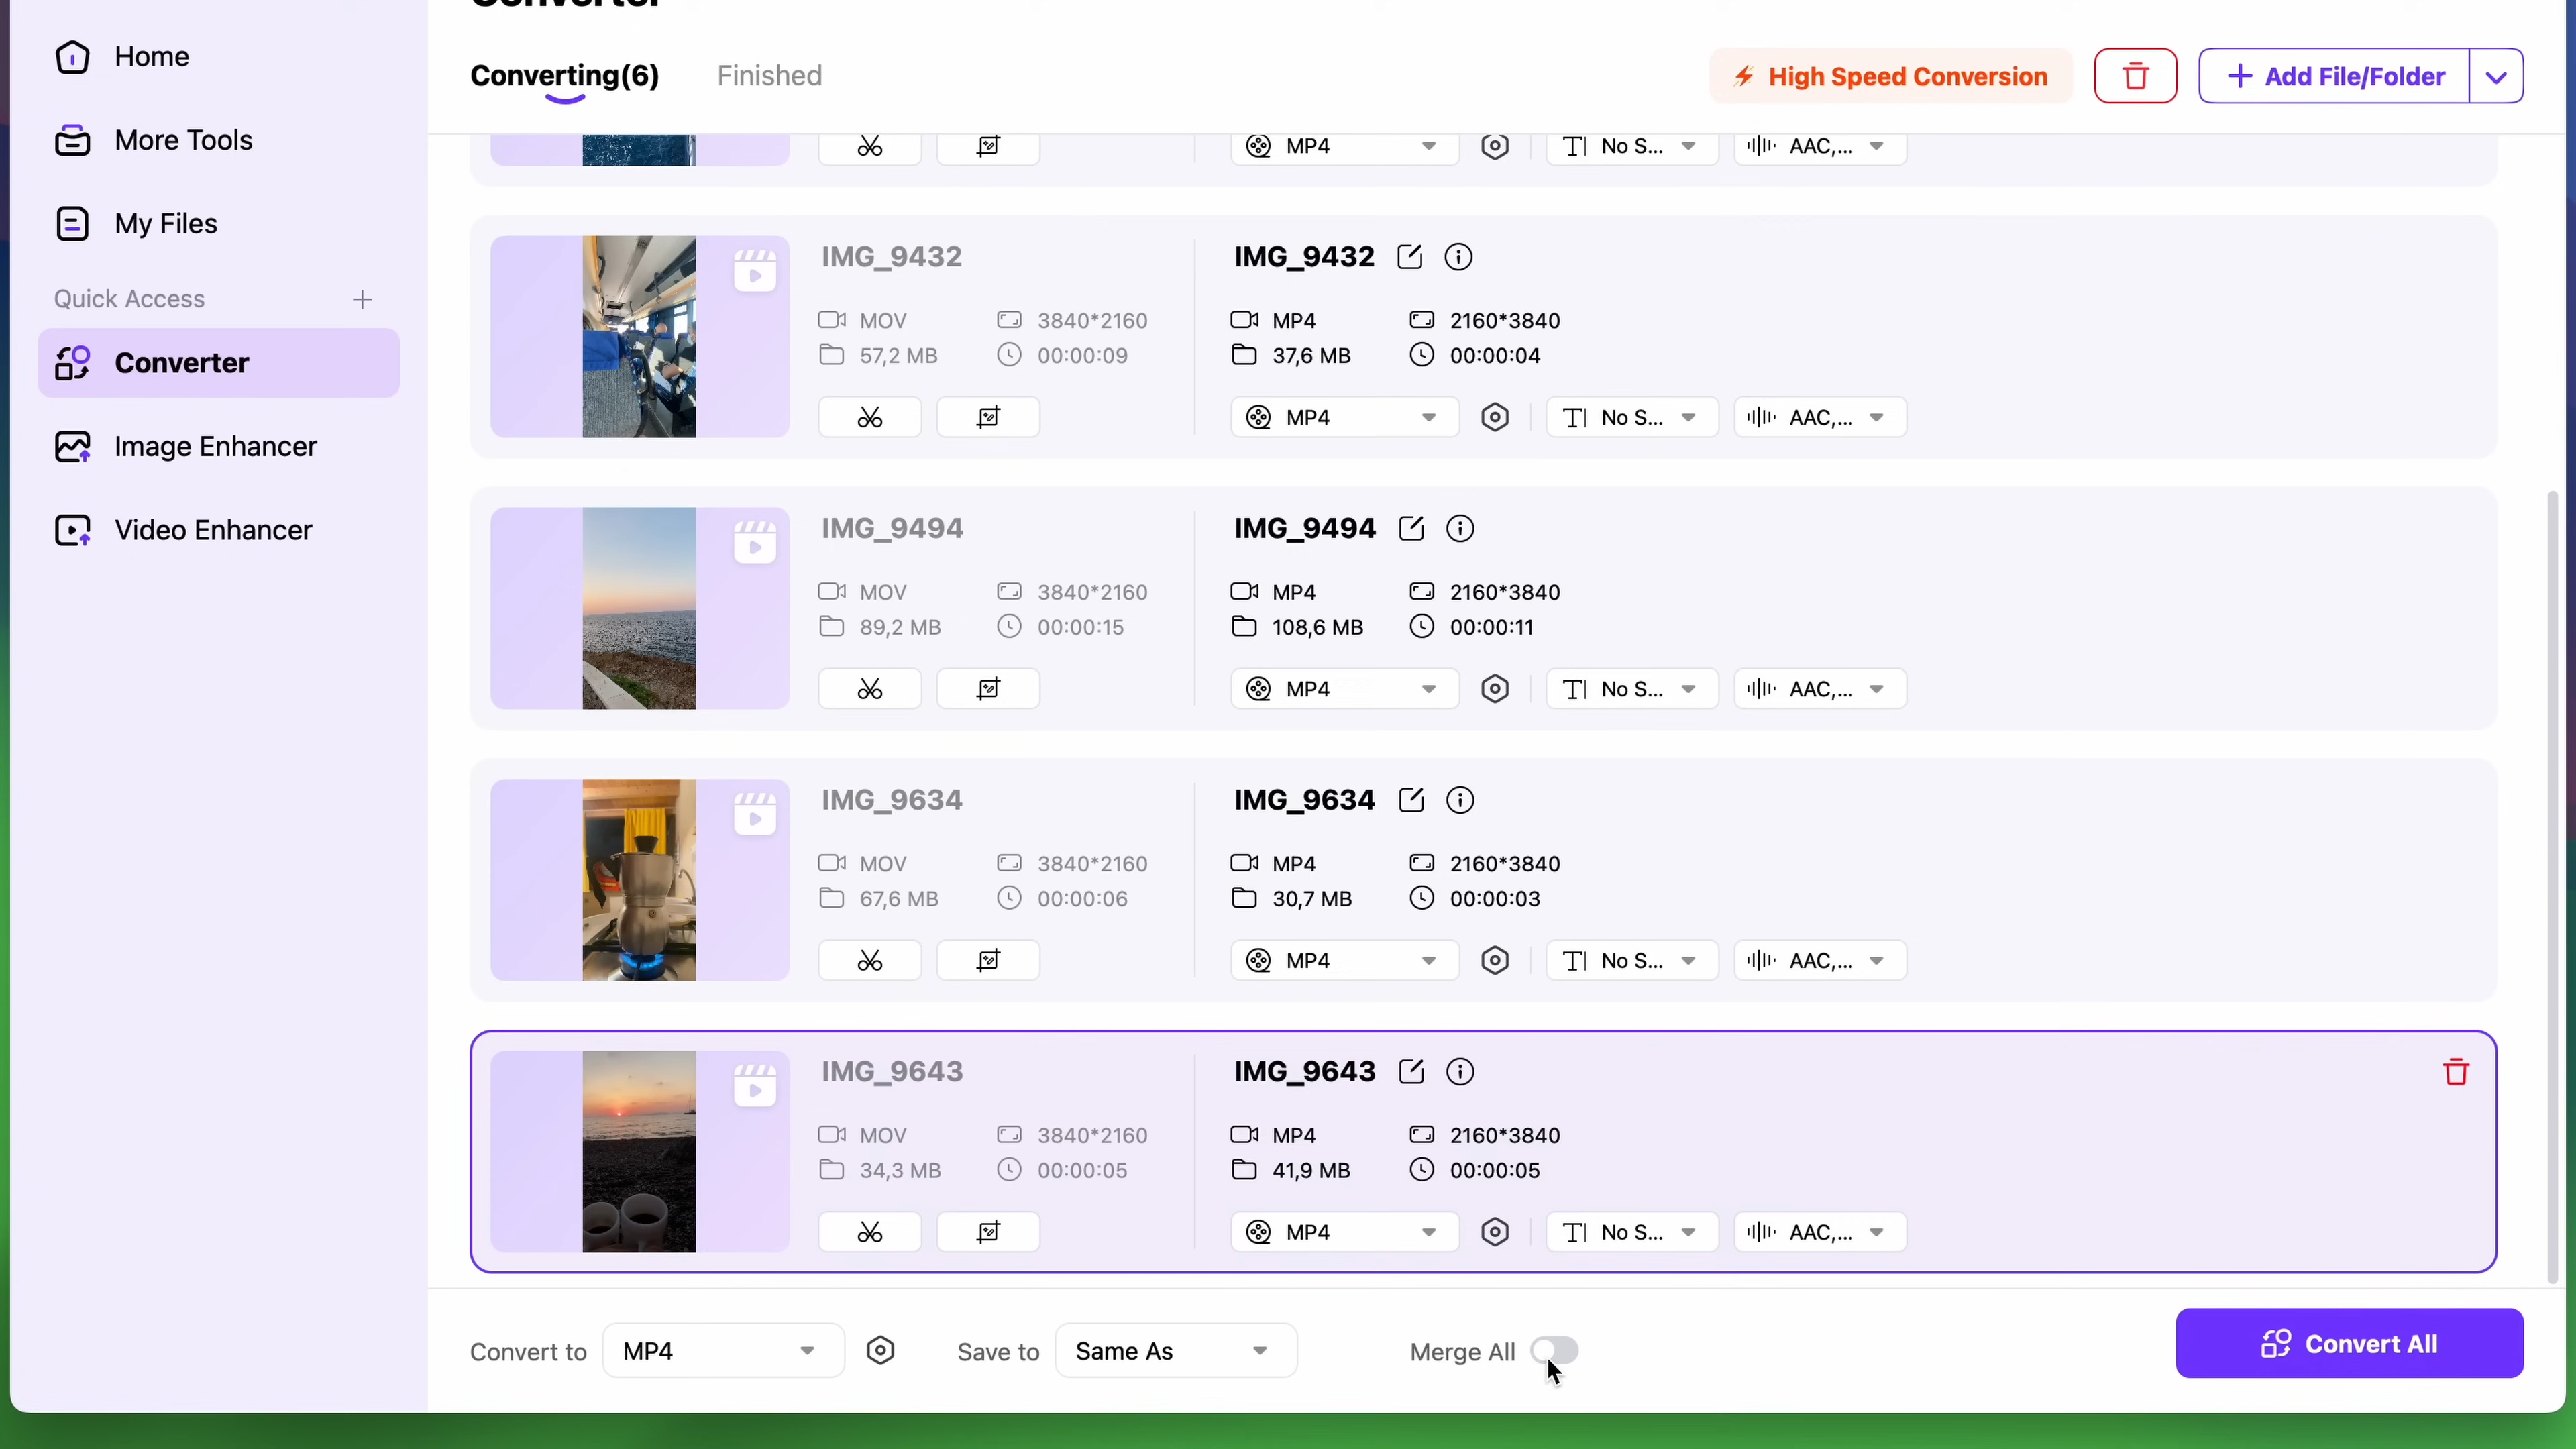 Converter
Home
More Tools
My Files
Quick Access
Converter
Image Enhancer
Video Enhancer
Converting(6)
Finished
High Speed Conversion
Add File/Folder
MP4
No S...
AAC,...
IMG_9432
IMG_9432
MOV 3840*2160 MP4 2160*3840
57,2 MB 00:00:09 37,6 MB 00:00:04
MP4 No S... AAC,...
IMG_9494
IMG_9494
MOV 3840*2160 MP4 2160*3840
89,2 MB 00:00:15 108,6 MB 00:00:11
MP4 No S... AAC,...
IMG_9634
IMG_9634
MOV 3840*2160 MP4 2160*3840
67,6 MB 00:00:06 30,7 MB 00:00:03
MP4 No S... AAC,...
IMG_9643
IMG_9643
MOV 3840*2160 MP4 2160*3840
34,3 MB 00:00:05 41,9 MB 00:00:05
MP4 No S... AAC,...
Convert to MP4 Save to Same As Merge All
Convert All